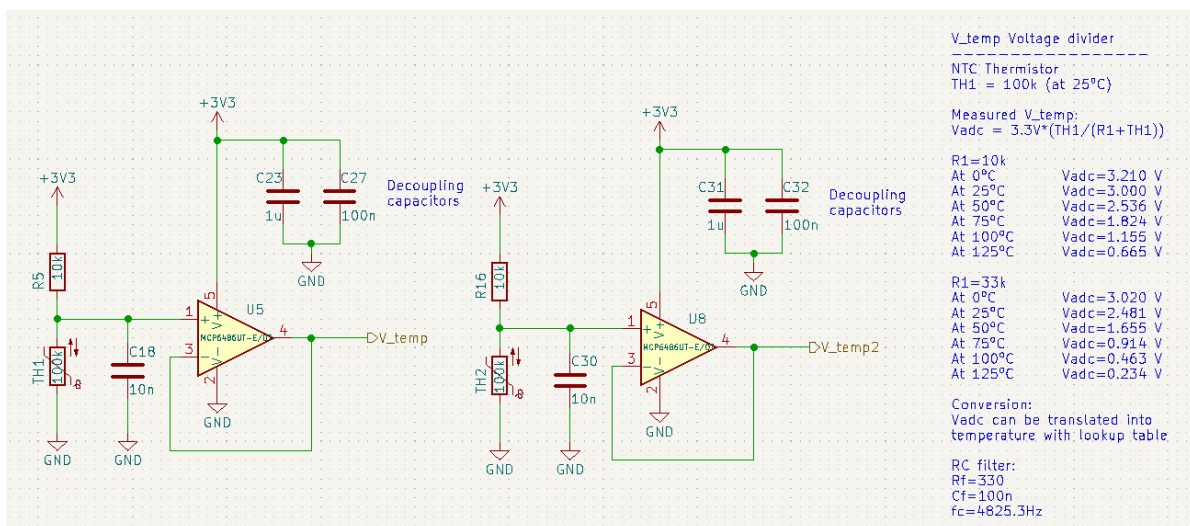 +3V3
+3V3
C23
1u
C27
100n
Decoupling
capacitors
GND
R5
10k
1
+
5
V+
U5
4
MCP6486UT-E/OT
V_temp
3
-
V-
2
GND
TH1
100k
C18
10n
GND
GND
+3V3
+3V3
C31
1u
C32
100n
Decoupling
capacitors
GND
R16
10k
1
+
5
V+
U8
4
MCP6486UT-E/OT
V_temp2
3
-
V-
2
GND
TH2
100k
C30
10n
GND
GND
V_temp Voltage divider
--------------------
NTC Thermistor
TH1 = 100k (at 25ºC)
Measured V_temp:
Vadc = 3.3V*(TH1/(R1+TH1))
R1=10k
At 0ºC Vadc=3.210 V
At 25ºC Vadc=3.000 V
At 50ºC Vadc=2.536 V
At 75ºC Vadc=1.824 V
At 100ºC Vadc=1.155 V
At 125ºC Vadc=0.665 V
R1=33k
At 0ºC Vadc=3.020 V
At 25ºC Vadc=2.481 V
At 50ºC Vadc=1.655 V
At 75ºC Vadc=0.914 V
At 100ºC Vadc=0.463 V
At 125ºC Vadc=0.234 V
Conversion:
Vadc can be translated into
temperature with lookup table
RC filter:
Rf=330
Cf=100n
fc=4825.3Hz